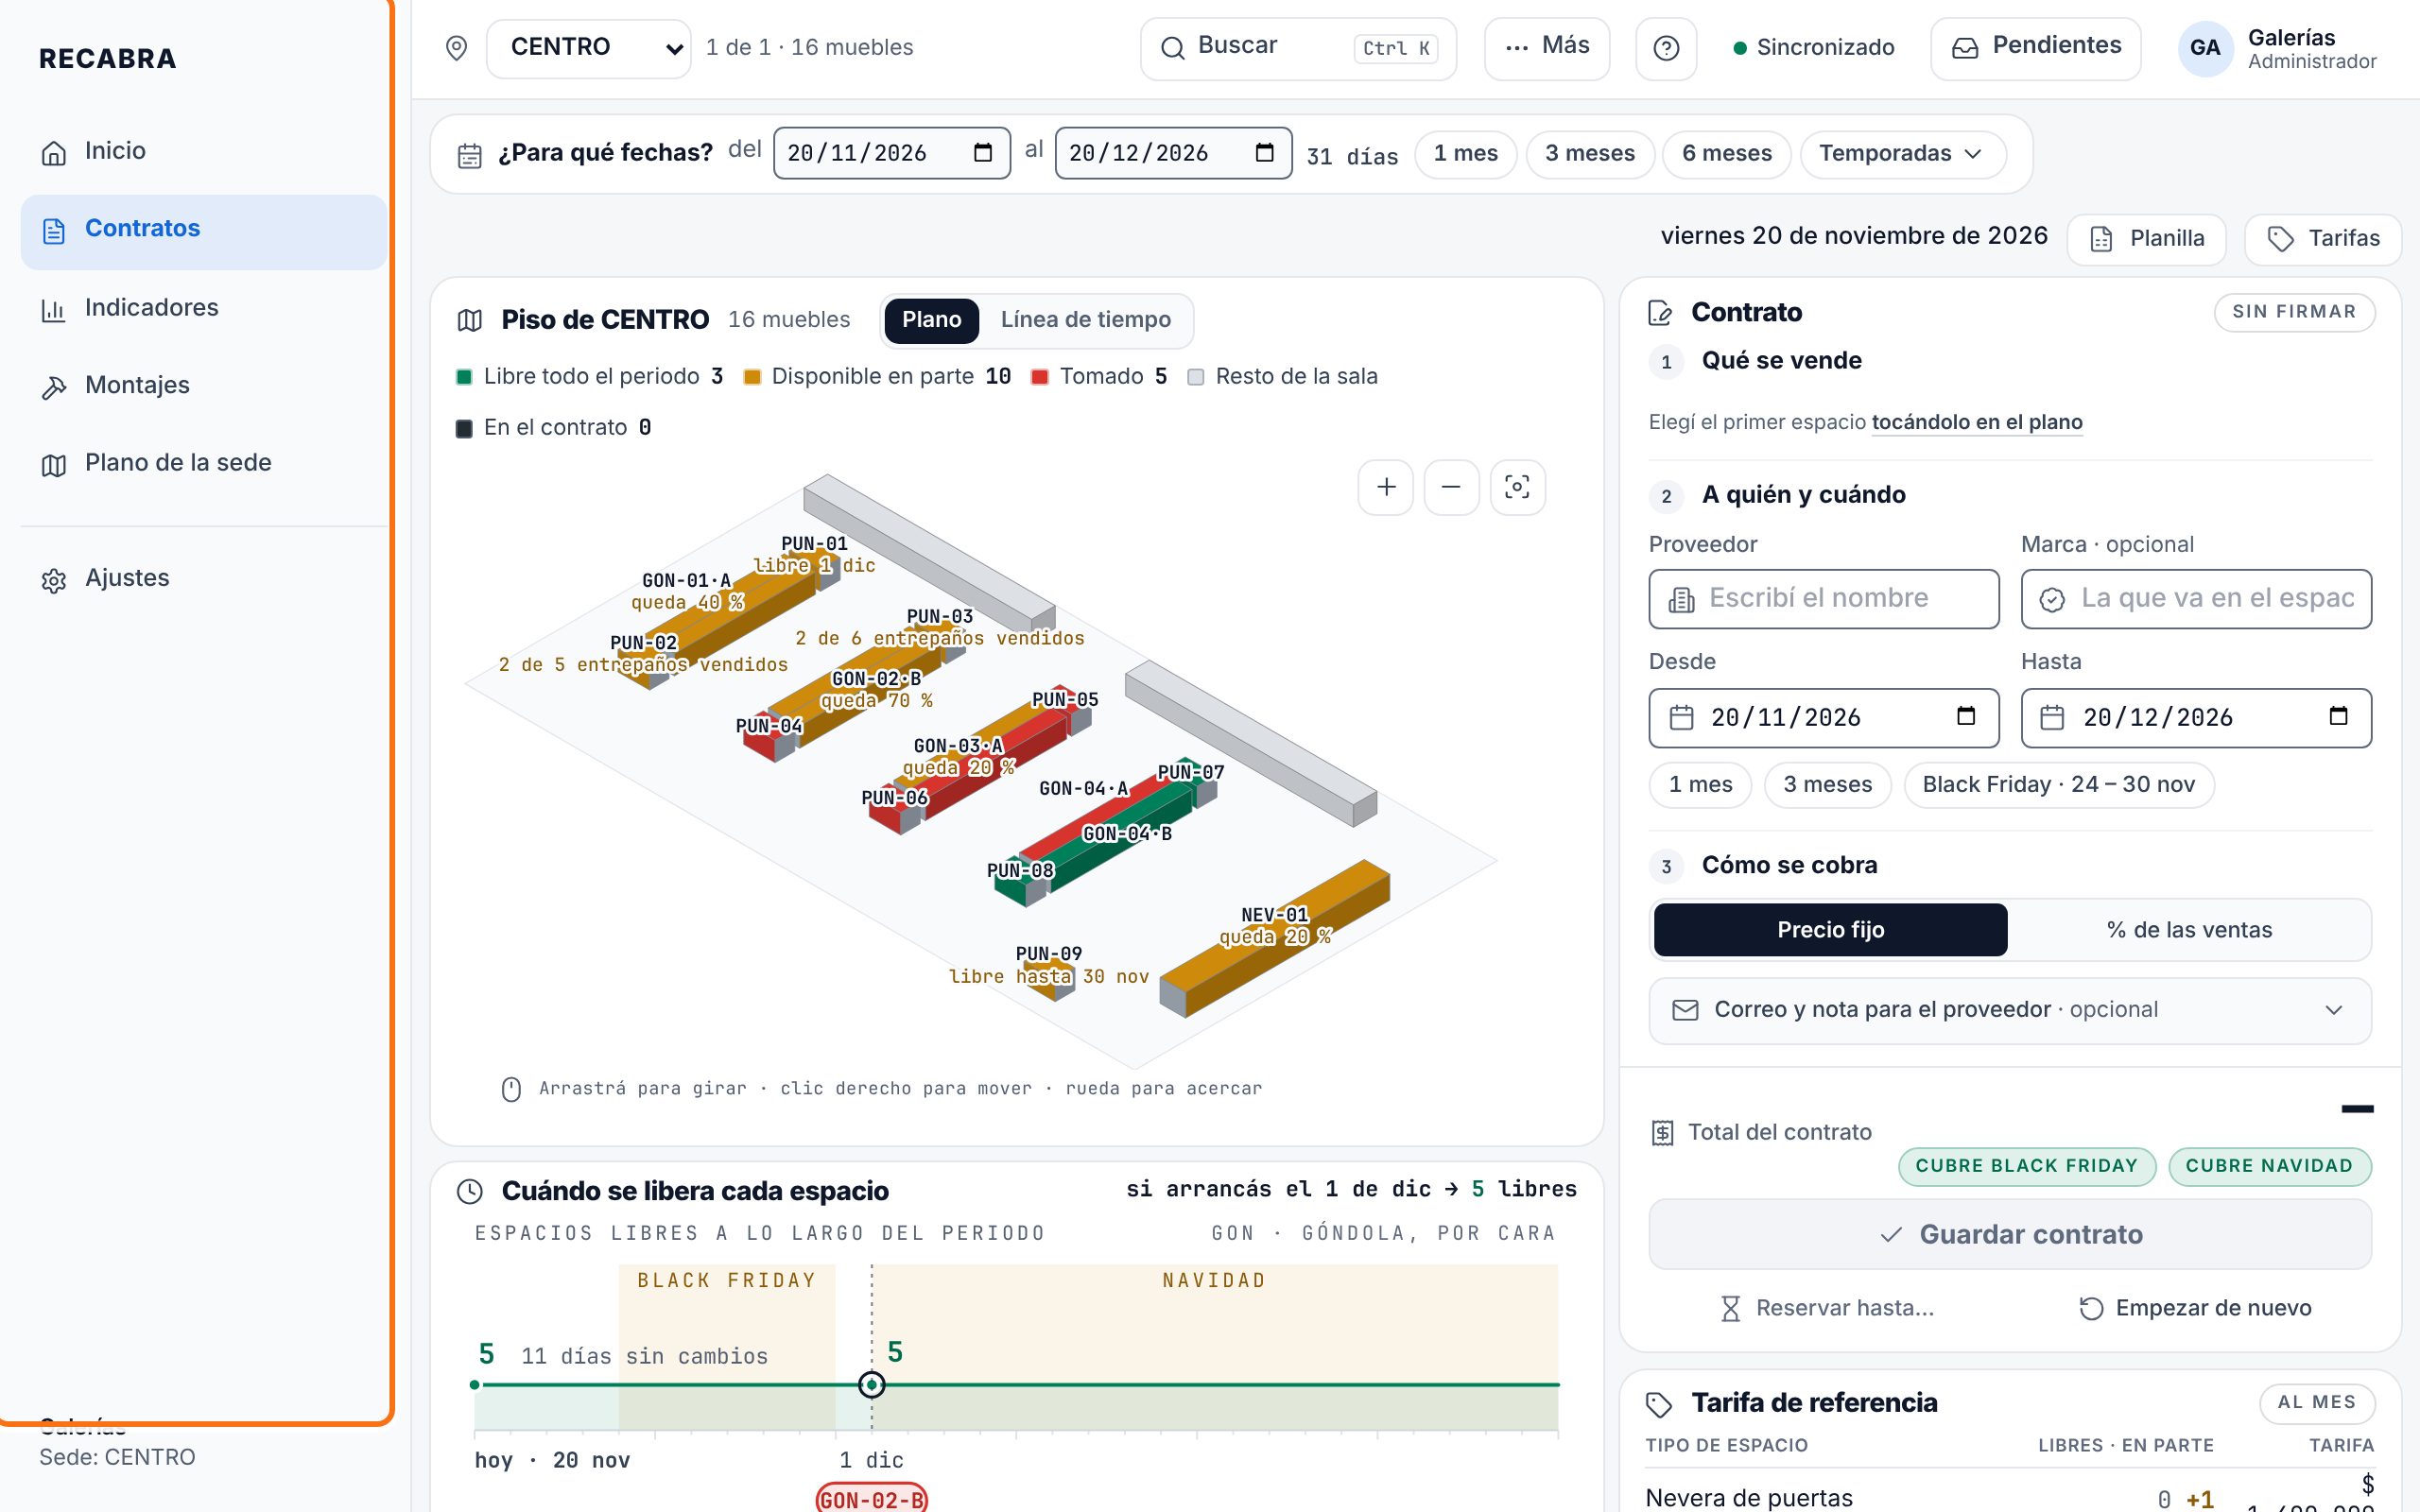 RECABRA
Inicio
Contratos
Indicadores
Montajes
Plano de la sede
Ajustes
Sede: CENTRO
CENTRO
1 de 1 · 16 muebles
Buscar
Ctrl K
··· Más
Sincronizado
Pendientes
GA
Galerías
Administrador
¿Para qué fechas?
del
20/11/2026
al
20/12/2026
31 días
1 mes
3 meses
6 meses
Temporadas
viernes 20 de noviembre de 2026
Planilla
Tarifas
Piso de CENTRO
16 muebles
Plano
Línea de tiempo
Libre todo el periodo 3
Disponible en parte 10
Tomado 5
Resto de la sala
En el contrato 0
PUN-01
libre 1 dic
GON-01·A
queda 40 %
PUN-03
2 de 6 entrepaños vendidos
PUN-02
2 de 5 entrepaños vendidos
GON-02·B
queda 70 %
PUN-05
PUN-04
GON-03·A
queda 20 %
PUN-07
GON-04·A
PUN-06
GON-04·B
PUN-08
NEV-01
queda 20 %
PUN-09
libre hasta 30 nov
Arrastrá para girar · clic derecho para mover · rueda para acercar
Cuándo se libera cada espacio
si arrancás el 1 de dic → 5 libres
ESPACIOS LIBRES A LO LARGO DEL PERIODO
GON · GÓNDOLA, POR CARA
BLACK FRIDAY
NAVIDAD
5
11 días sin cambios
5
hoy · 20 nov
1 dic
GON-02-B
Contrato
SIN FIRMAR
1
Qué se vende
Elegí el primer espacio tocándolo en el plano
2
A quién y cuándo
Proveedor
Marca · opcional
Escribí el nombre
La que va en el espac
Desde
Hasta
20/11/2026
20/12/2026
1 mes
3 meses
Black Friday · 24 – 30 nov
3
Cómo se cobra
Precio fijo
% de las ventas
Correo y nota para el proveedor · opcional
Total del contrato
—
CUBRE BLACK FRIDAY
CUBRE NAVIDAD
Guardar contrato
Reservar hasta...
Empezar de nuevo
Tarifa de referencia
AL MES
TIPO DE ESPACIO
LIBRES · EN PARTE
TARIFA
Nevera de puertas
0 +1
$